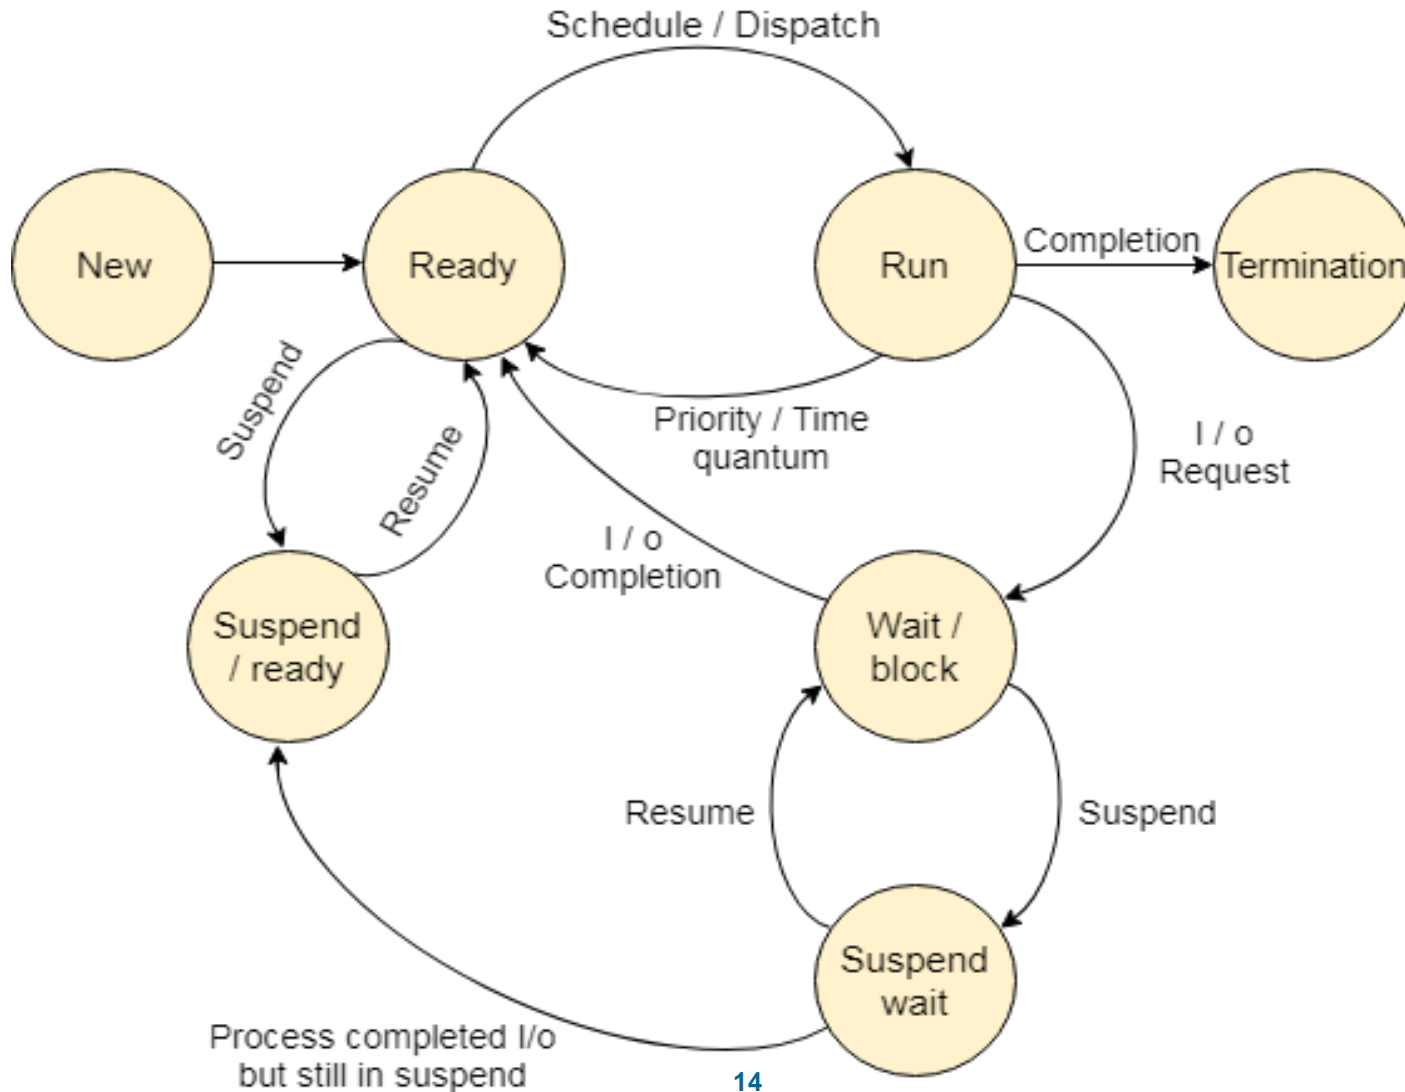 Schedule / Dispatch
New
Ready
Run
Completion
Termination
Suspend
Resume
Priority / Time
quantum
I / o
Request
I / o
Completion
Suspend
/ ready
Wait /
block
Resume
Suspend
Suspend
wait
Process completed I/o
but still in suspend
14